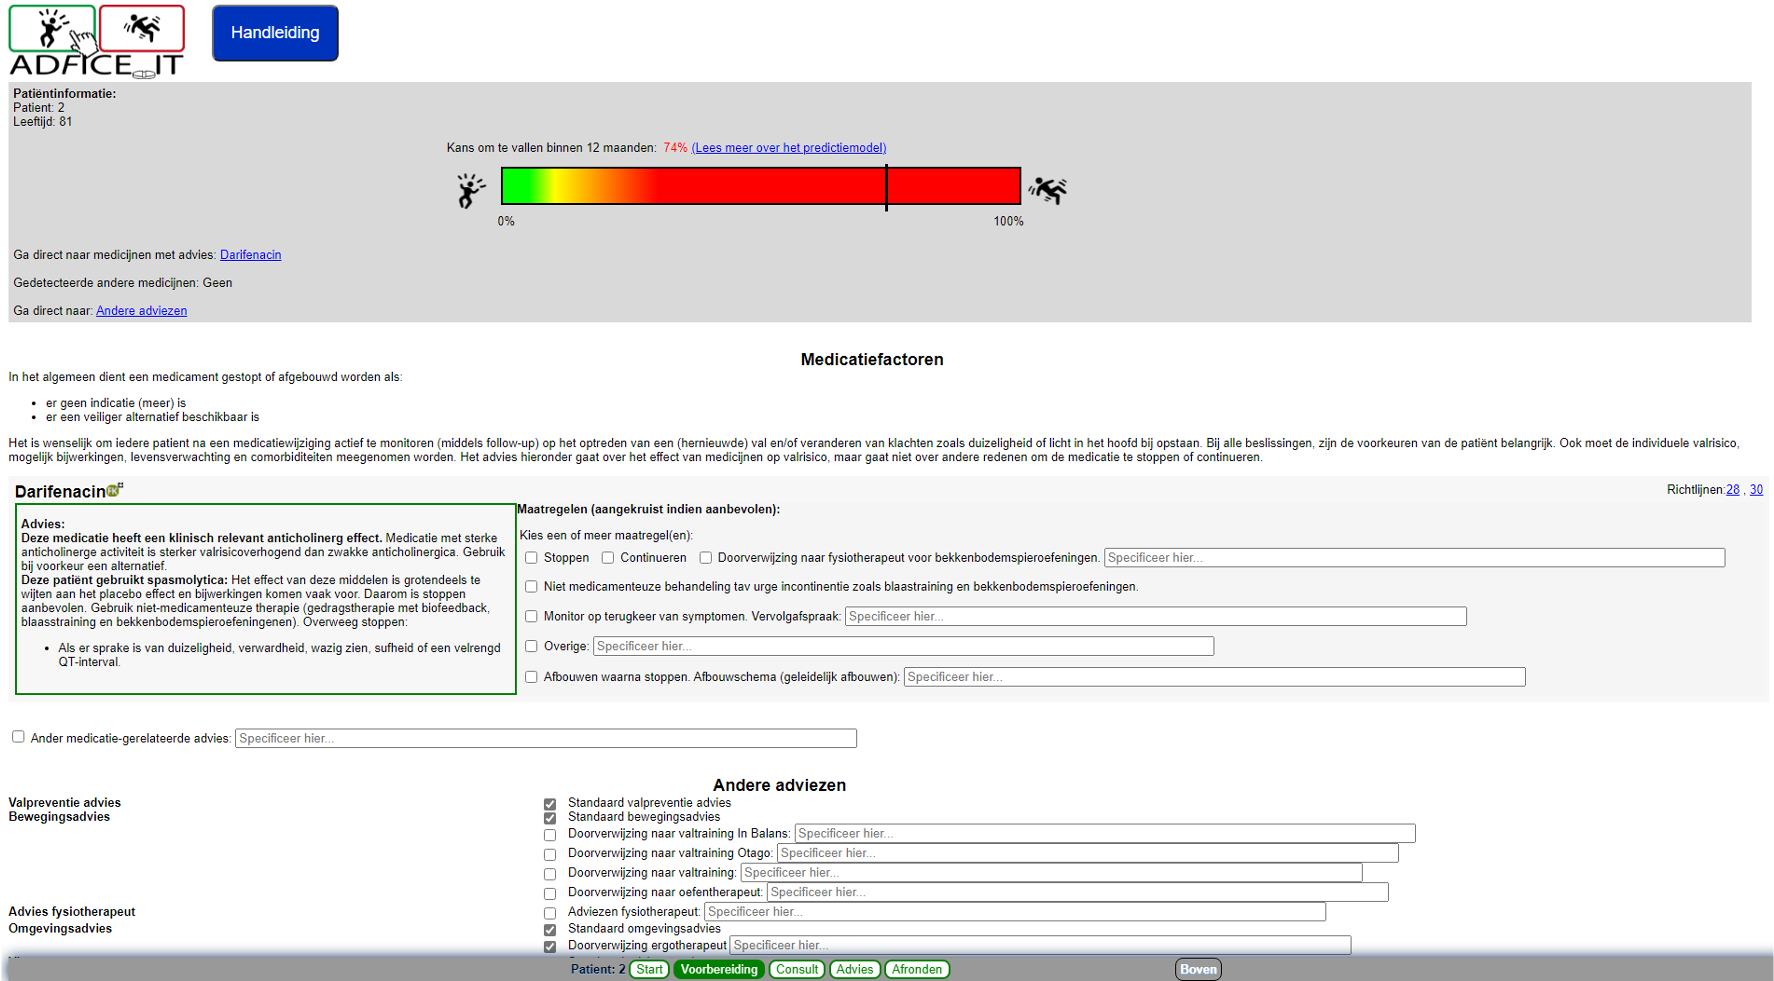 ADFICE_IT
Handleiding
Patiëntinformatie:
Patient: 2
Leeftijd: 81
Kans om te vallen binnen 12 maanden: 74% (Lees meer over het predictiemodel)
0% 100%
Ga direct naar medicijnen met advies: Darifenacin
Gedetecteerde andere medicijnen: Geen
Ga direct naar: Andere adviezen
Medicatiefactoren
In het algemeen dient een medicament gestopt of afgebouwd worden als:
• er geen indicatie (meer) is
• er een veiliger alternatief beschikbaar is
Het is wenselijk om iedere patient na een medicatiewijziging actief te monitoren (middels follow-up) op het optreden van een (hernieuwde) val en/of veranderen van klachten zoals duizeligheid of licht in het hoofd bij opstaan. Bij alle beslissingen, zijn de voorkeuren van de patiënt belangrijk. Ook moet de individuele valrisico,
mogelijk bijwerkingen, levensverwachting en comorbiditeiten meegenomen worden. Het advies hieronder gaat over het effect van medicijnen op valrisico, maar gaat niet over andere redenen om de medicatie te stoppen of continueren.
Darifenacin FK
Richtlijnen:28 , 30
Advies:
Deze medicatie heeft een klinisch relevant anticholinerg effect. Medicatie met sterke
anticholinerge activiteit is sterker valrisicoverhogend dan zwakke anticholinergica. Gebruik
bij voorkeur een alternatief.
Deze patiënt gebruikt spasmolytica: Het effect van deze middelen is grotendeels te
wijten aan het placebo effect en bijwerkingen komen vaak voor. Daarom is stoppen
aanbevolen. Gebruik niet-medicamenteuze therapie (gedragstherapie met biofeedback,
blaasstraining en bekkenbodemspieroefeningenen). Overweeg stoppen:
• Als er sprake is van duizeligheid, verwardheid, wazig zien, sufheid of een velrengd
QT-interval.
Maatregelen (aangekruist indien aanbevolen):
Kies een of meer maatregel(en):
Stoppen Continueren Doorverwijzing naar fysiotherapeut voor bekkenbodemspieroefeningen. Specificeer hier...
Niet medicamenteuze behandeling tav urge incontinentie zoals blaastraining en bekkenbodemspieroefeningen.
Monitor op terugkeer van symptomen. Vervolgafspraak: Specificeer hier...
Overige: Specificeer hier...
Afbouwen waarna stoppen. Afbouwschema (geleidelijk afbouwen): Specificeer hier...
Ander medicatie-gerelateerde advies: Specificeer hier...
Andere adviezen
Valpreventie advies Standaard valpreventie advies
Bewegingsadvies Standaard bewegingsadvies
Doorverwijzing naar valtraining In Balans: Specificeer hier...
Doorverwijzing naar valtraining Otago: Specificeer hier...
Doorverwijzing naar valtraining: Specificeer hier...
Doorverwijzing naar oefentherapeut: Specificeer hier...
Advies fysiotherapeut Adviezen fysiotherapeut: Specificeer hier...
Omgevingsadvies Standaard omgevingsadvies
Doorverwijzing ergotherapeut Specificeer hier...
Patient: 2 Start Voorbereiding Consult Advies Afronden Boven